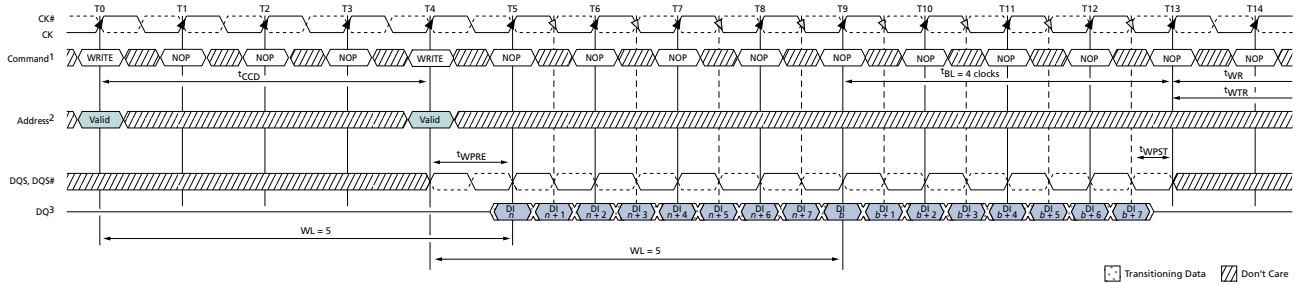 T0 T1 T2 T3 T4 T5 T6 T7 T8 T9 T10 T11 T12 T13 T14
CK#
CK
Command1 WRITE NOP NOP NOP WRITE NOP NOP NOP NOP NOP NOP NOP NOP NOP NOP
tCCD tBL = 4 clocks tWR
tWTR
Address2 Valid Valid
tWPRE tWPST
DQS, DQS#
DQ3 DI n DI n + 1 DI n + 2 DI n + 3 DI n + 4 DI n + 5 DI n + 6 DI n + 7 DI DI b + 1 DI b + 2 DI b + 3 DI b + 4 DI b + 5 DI b + 6 DI b + 7
WL = 5
WL = 5
Transitioning Data Don't Care